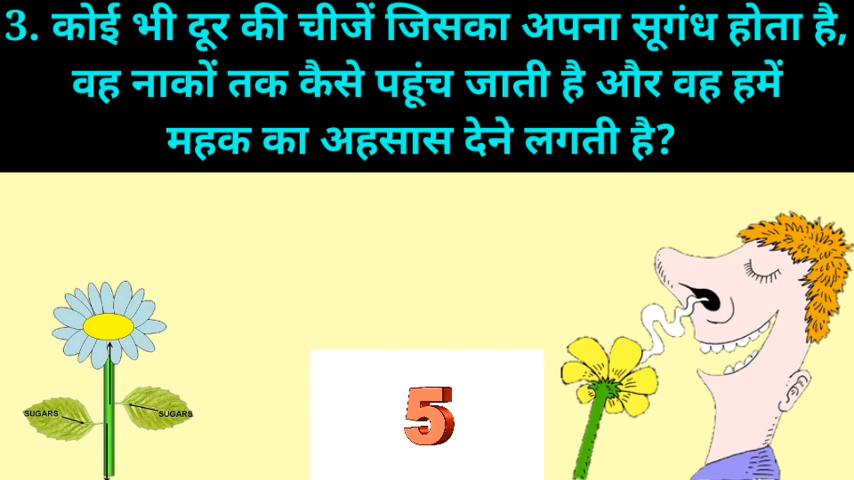 3. कोई भी दूर की चीजें जिसका अपना सूगंध होता है,
वह नाकों तक कैसे पहूंच जाती है और वह हमें
महक का अहसास देने लगती है?
SUGARS SUGARS
5